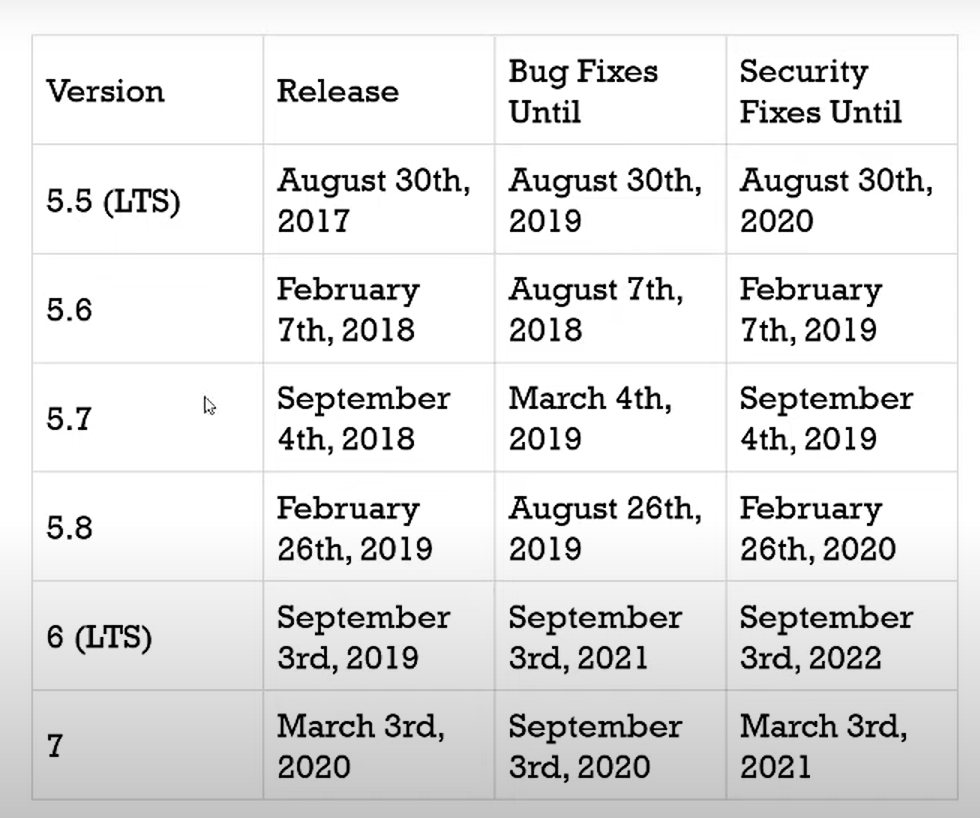 Version
Release
Bug Fixes
Until
Security
Fixes Until
5.5 (LTS)
August 30th,
2017
August 30th,
2019
August 30th,
2020
5.6
February
7th, 2018
August 7th,
2018
February
7th, 2019
5.7
September
4th, 2018
March 4th,
2019
September
4th, 2019
5.8
February
26th, 2019
August 26th,
2019
February
26th, 2020
6 (LTS)
September
3rd, 2019
September
3rd, 2021
September
3rd, 2022
7
March 3rd,
2020
September
3rd, 2020
March 3rd,
2021